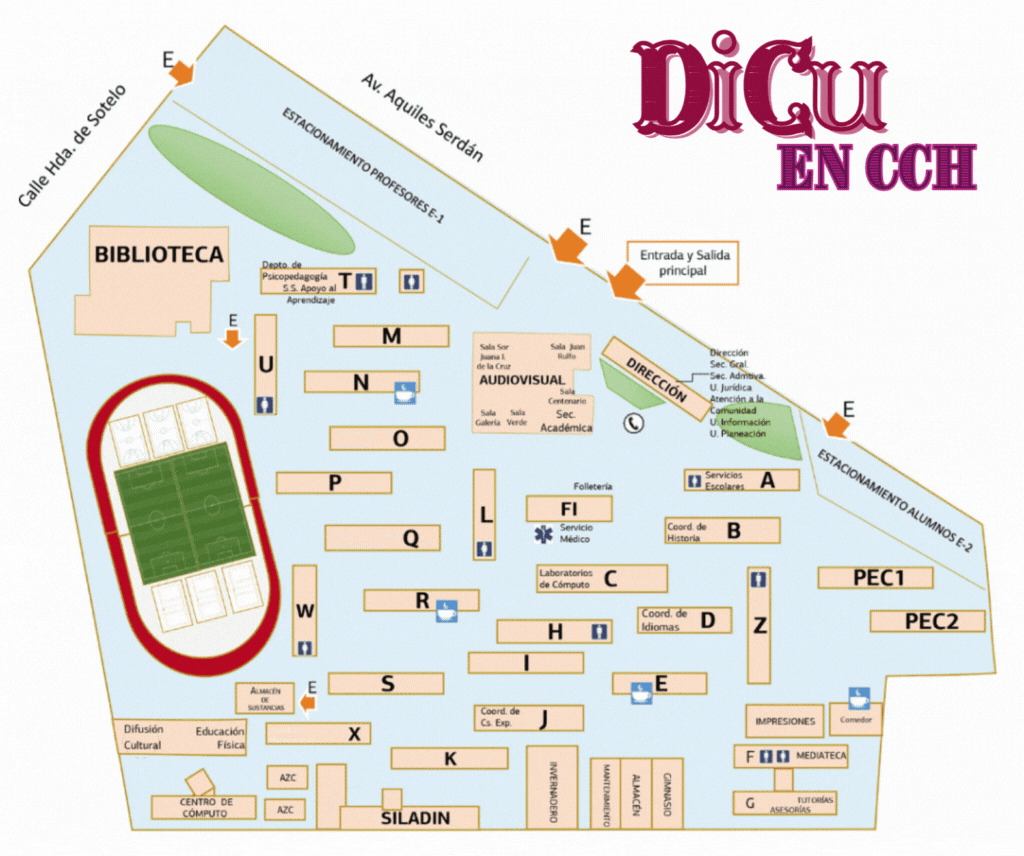 DiCu
EN CCH
E
Calle Hda. de Sotelo
Av. Aquiles Serdán
ESTACIONAMIENTO PROFESORES E-1
E
Entrada y Salida
principal
BIBLIOTECA
Depto. de
Psicopedagogía
S.S. Apoyo al
Aprendizaje
T
E
U
M
N
O
P
Q
Sala Sor
Juana I.
de la Cruz
Sala Juan
Rulfo
AUDIOVISUAL
Sala
Centenario
Sala
Galería
Sala
Verde
Sec.
Académica
DIRECCIÓN
Dirección
Sec. Gral.
Sec. Admitiva.
U. Jurídica
Atención a la
Comunidad
U. Información
U. Planeación
E
ESTACIONAMIENTO ALUMNOS E-2
Servicios
Escolares
A
L
Folletería
FI
Servicio
Médico
Coord. de
Historia
B
Laboratorios
de Cómputo
C
PEC1
PEC2
W
R
H
Coord. de
Idiomas
D
Z
I
S
E
Almacén
de
sustancias
E
Coord. de
Cs. Exp.
J
IMPRESIONES
Comedor
Difusión
Cultural
Educación
Física
X
K
F
MEDIATECA
G
TUTORÍAS
ASESORÍAS
CENTRO DE
CÓMPUTO
AZC
AZC
SILADIN
INVERNADERO
MANTENIMIENTO
ALMACÉN
GIMNASIO